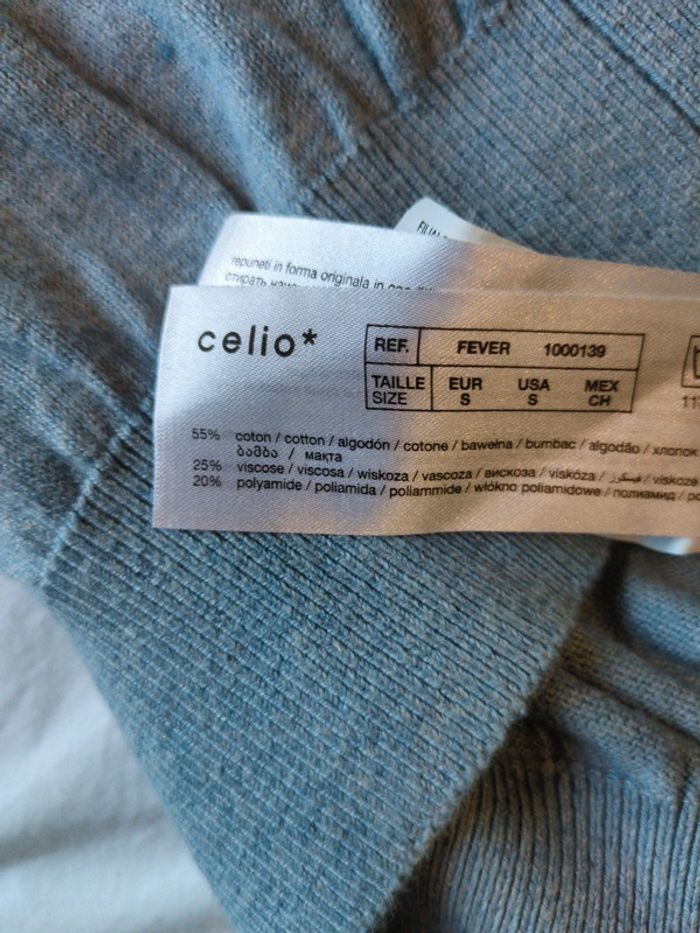 repuneti in forma originala in
стирать
celio*
REF. FEVER 1000139
TAILLE EUR USA MEX
SIZE S S CH
55% coton / cotton / algodón / cotone / bawełna / bumbac / algodão / хлопок
ბამბა / мақта
25% viscose / viscosa / wiskoza / vascoza / вискоза / viskóza / فيسكوز / viskoze
20% polyamide / poliamida / poliammide / włókno poliamidowe / полиамид /